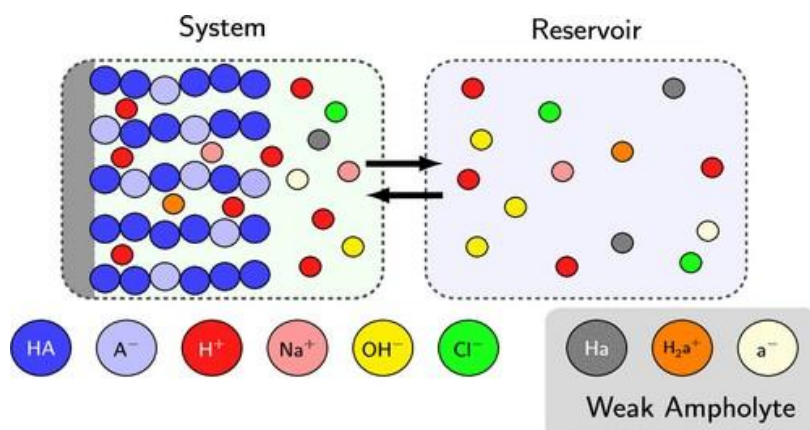 System Reservoir
HA A⁻ H⁺ Na⁺ OH⁻ Cl⁻ Ha H₂a⁺ a⁻
Weak Ampholyte